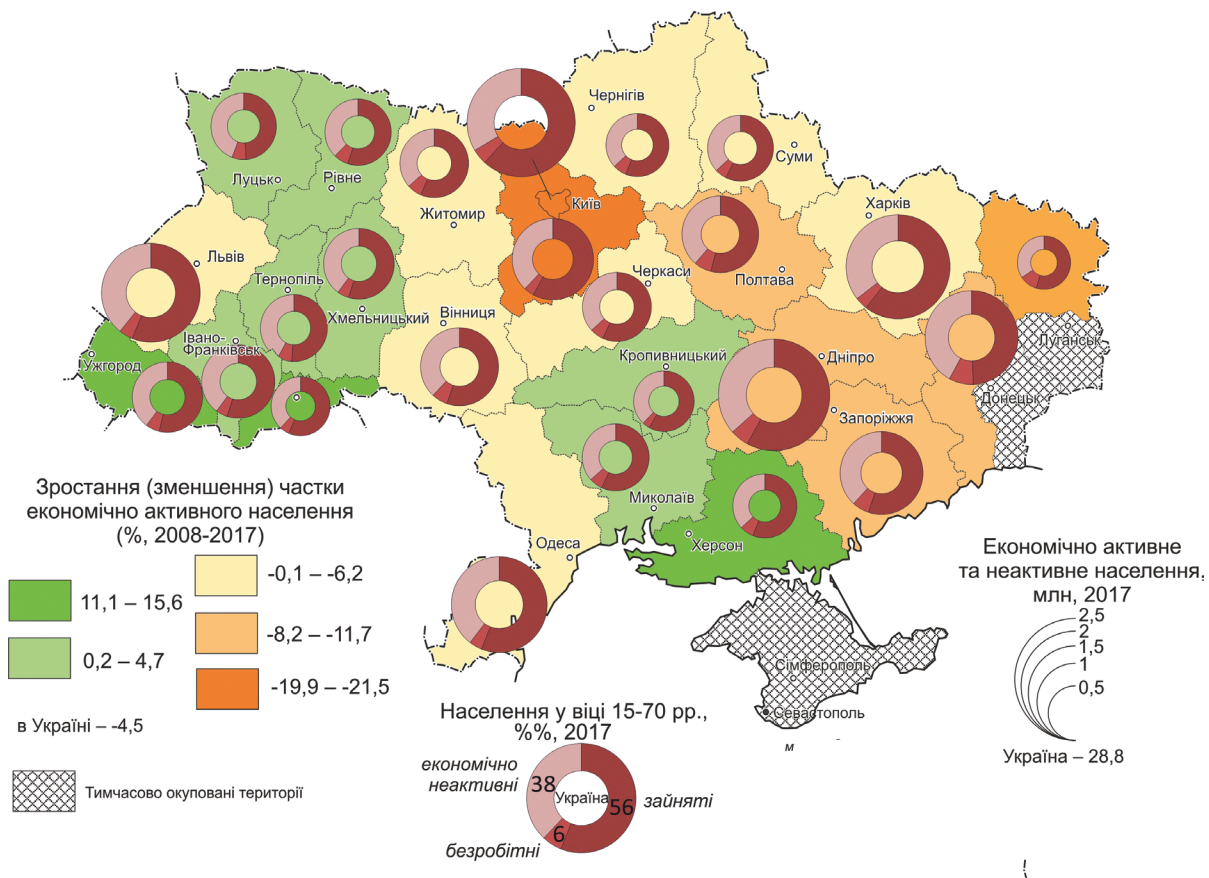 Чернігів
Суми
Луцьк
Рівне
Київ
Житомир
Харків
Львів
Черкаси
Полтава
Тернопіль
Хмельницький
Вінниця
Івано-
Франківськ
Ужгород
Кропивницький
Дніпро
Луганськ
Донецьк
Запоріжжя
Миколаїв
Херсон
Одеса
Сімферополь
Севастополь
м
Зростання (зменшення) частки
економічно активного населення
(%, 2008-2017)
11,1 – 15,6
0,2 – 4,7
-0,1 – -6,2
-8,2 – -11,7
-19,9 – -21,5
в Україні – -4,5
Тимчасово окуповані території
Населення у віці 15-70 рр.,
%%, 2017
економічно
неактивні
38
Україна
56
зайняті
6
безробітні
Економічно активне
та неактивне населення,
млн, 2017
2,5
2
1,5
1
0,5
Україна – 28,8